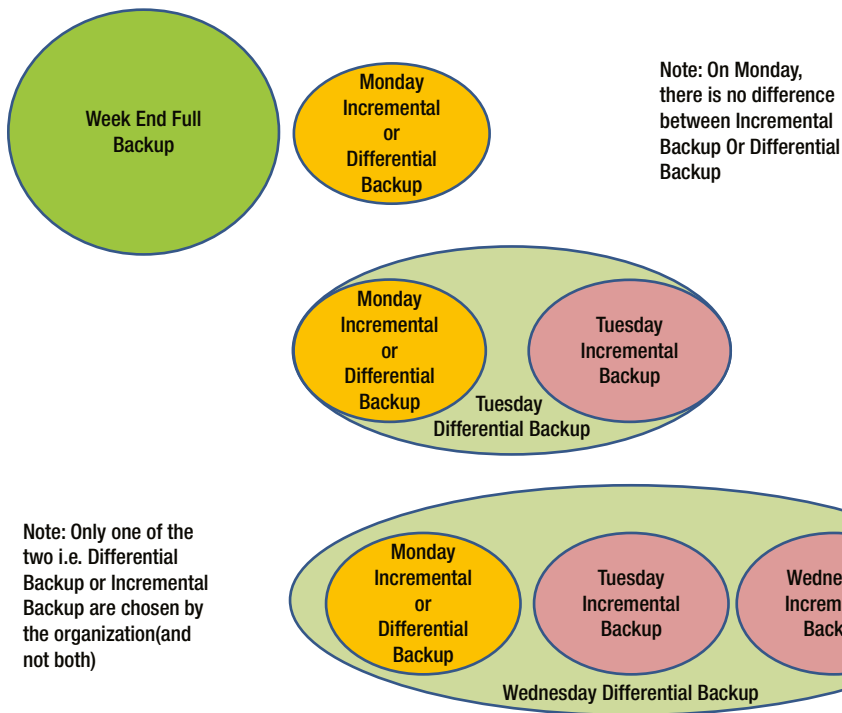 Week End Full
Backup
Monday
Incremental
or
Differential
Backup
Note: On Monday,
there is no difference
between Incremental
Backup Or Differential
Backup
Monday
Incremental
or
Differential
Backup
Tuesday
Incremental
Backup
Tuesday
Differential Backup
Note: Only one of the
two i.e. Differential
Backup or Incremental
Backup are chosen by
the organization(and
not both)
Monday
Incremental
or
Differential
Backup
Tuesday
Incremental
Backup
Wednesday Differential Backup